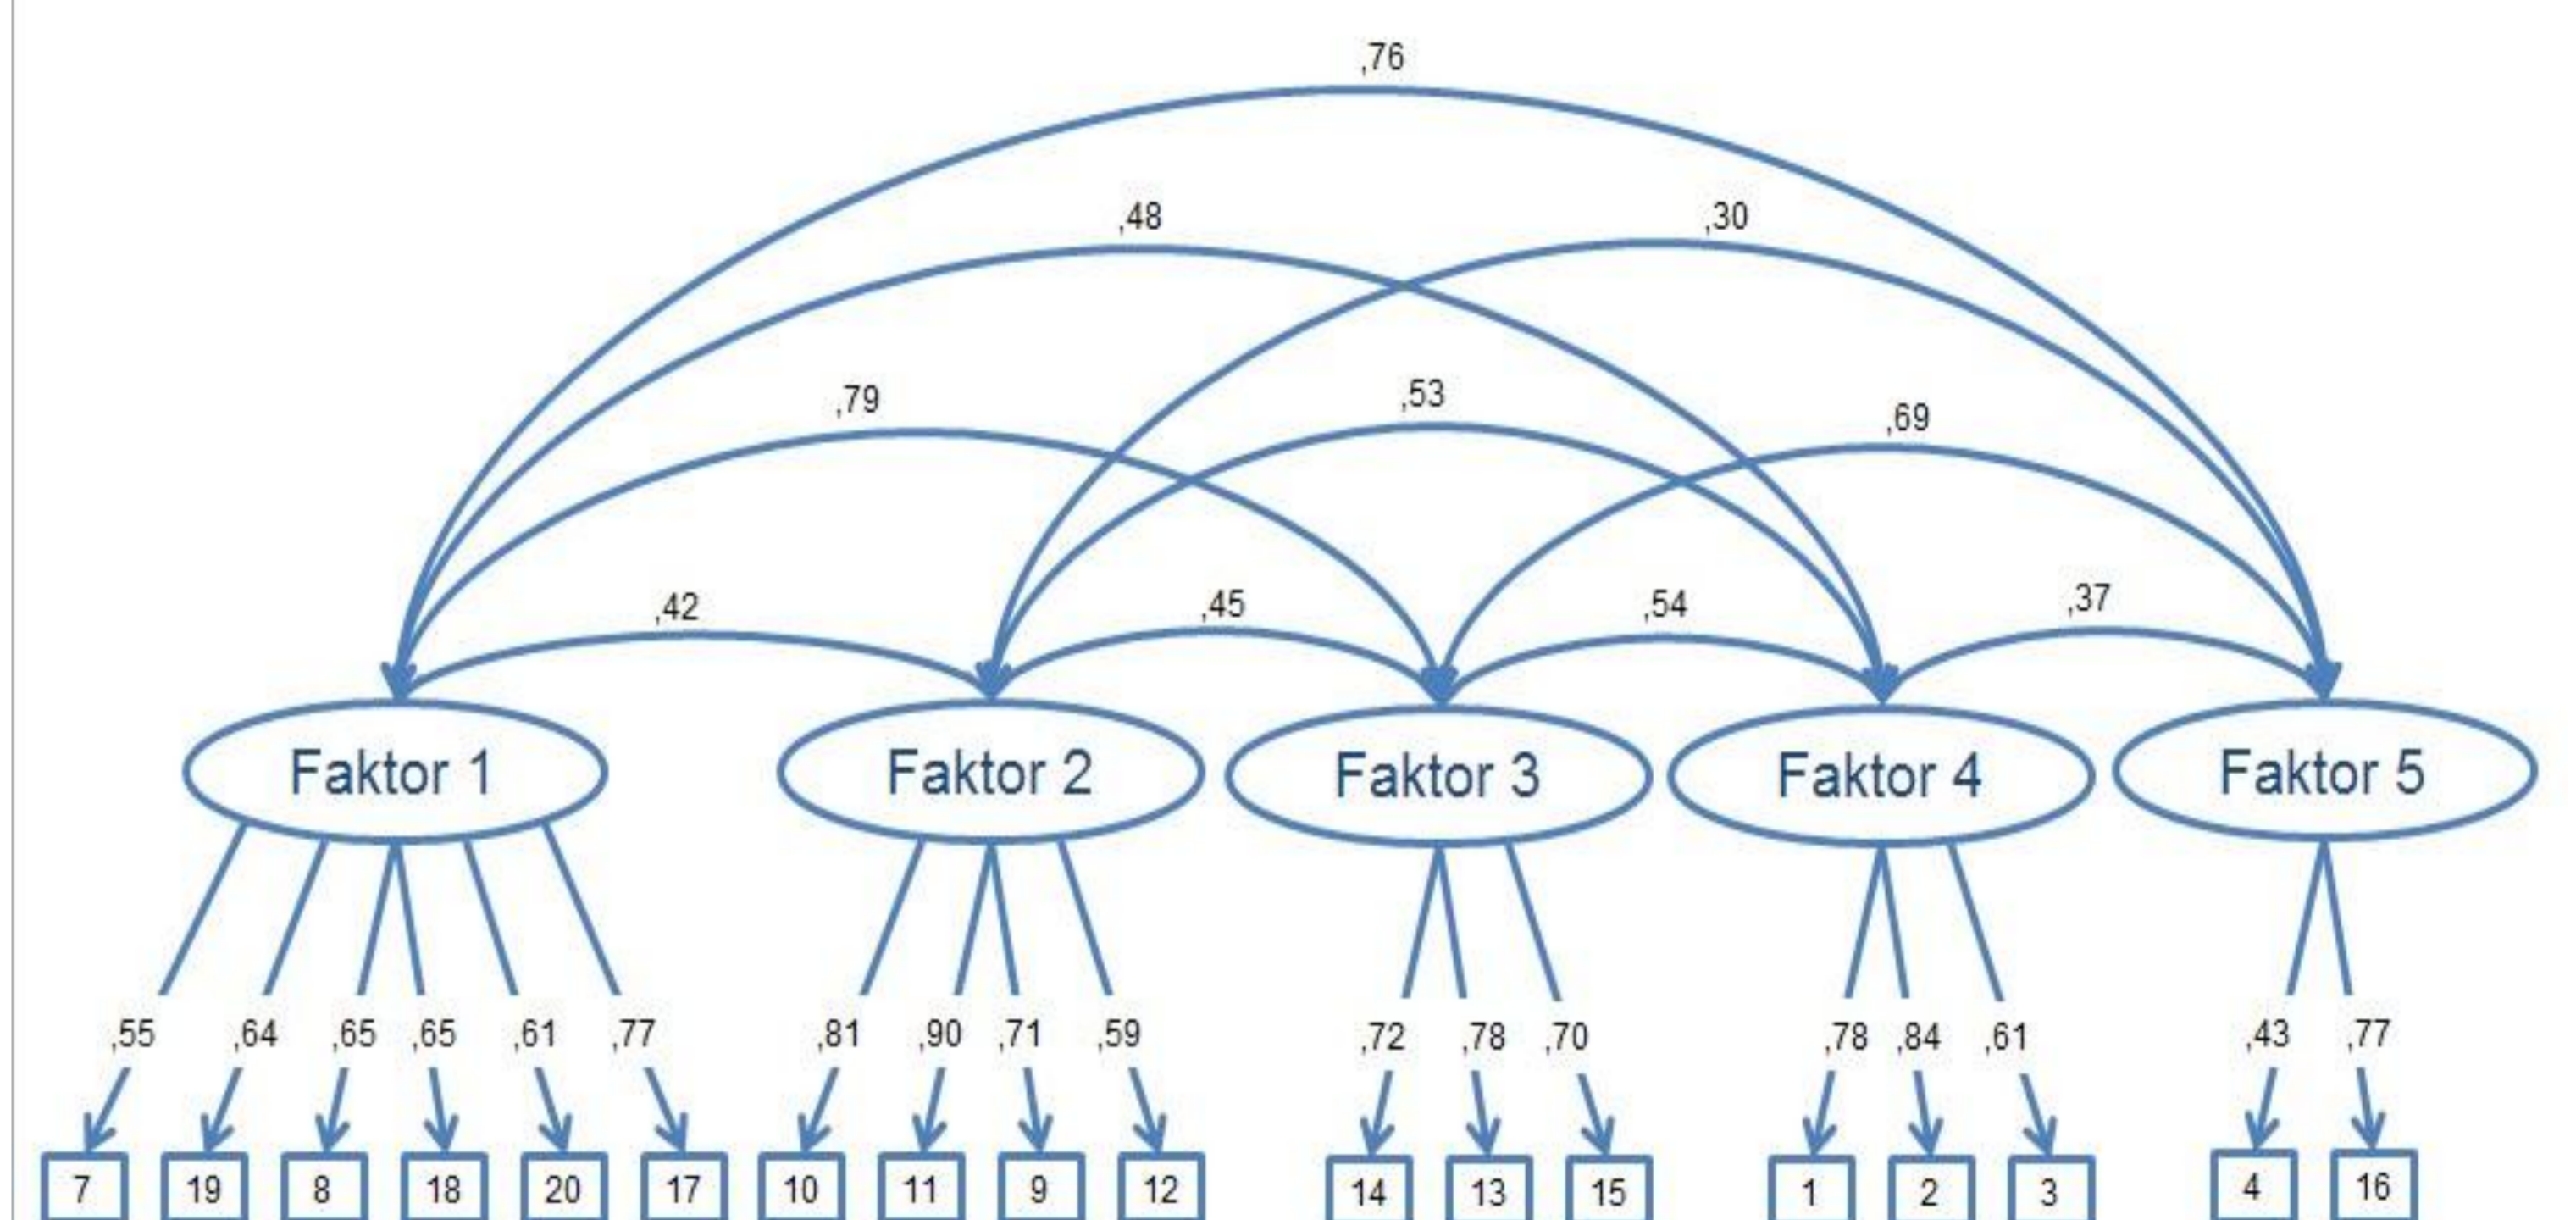 ,76
,48 ,30
,79 ,53 ,69
,42 ,45 ,54 ,37
Faktor 1 Faktor 2 Faktor 3 Faktor 4 Faktor 5
,55 ,64 ,65 ,65 ,61 ,77 ,81 ,90 ,71 ,59 ,72 ,78 ,70 ,78 ,84 ,61 ,43 ,77
7 19 8 18 20 17 10 11 9 12 14 13 15 1 2 3 4 16